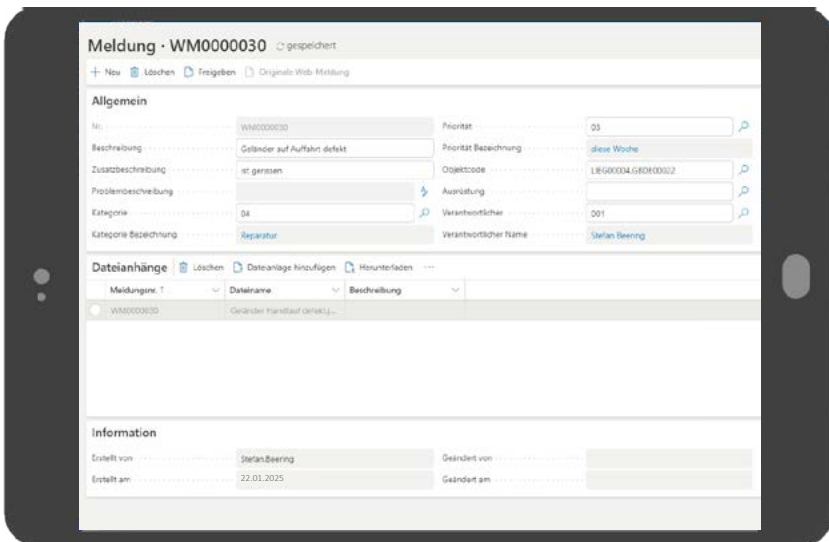 Meldung · WM0000030 gespeichert
Neu Löschen Freigeben Originale Web-Meldung
Allgemein
Nr. WM0000030 Priorität 03
Beschreibung Geländer auf Auffahrt defekt Priorität Bezeichnung diese Woche
Zusatzbeschreibung ist gerissen Objektcode LIEG00004.GBDE00022
Problembeschreibung Ausrüstung
Kategorie 04 Verantwortlicher 001
Kategorie Bezeichnung Reparatur Verantwortlicher Name Stefan Beering
Dateianhänge Löschen Dateianlage hinzufügen Herunterladen ...
Meldungsnr. ↑ Dateiname Beschreibung
WM0000030 Geländer Handlauf defekt.j...
Information
Erstellt von Stefan.Beering Geändert von
Erstellt am 22.01.2025 Geändert am